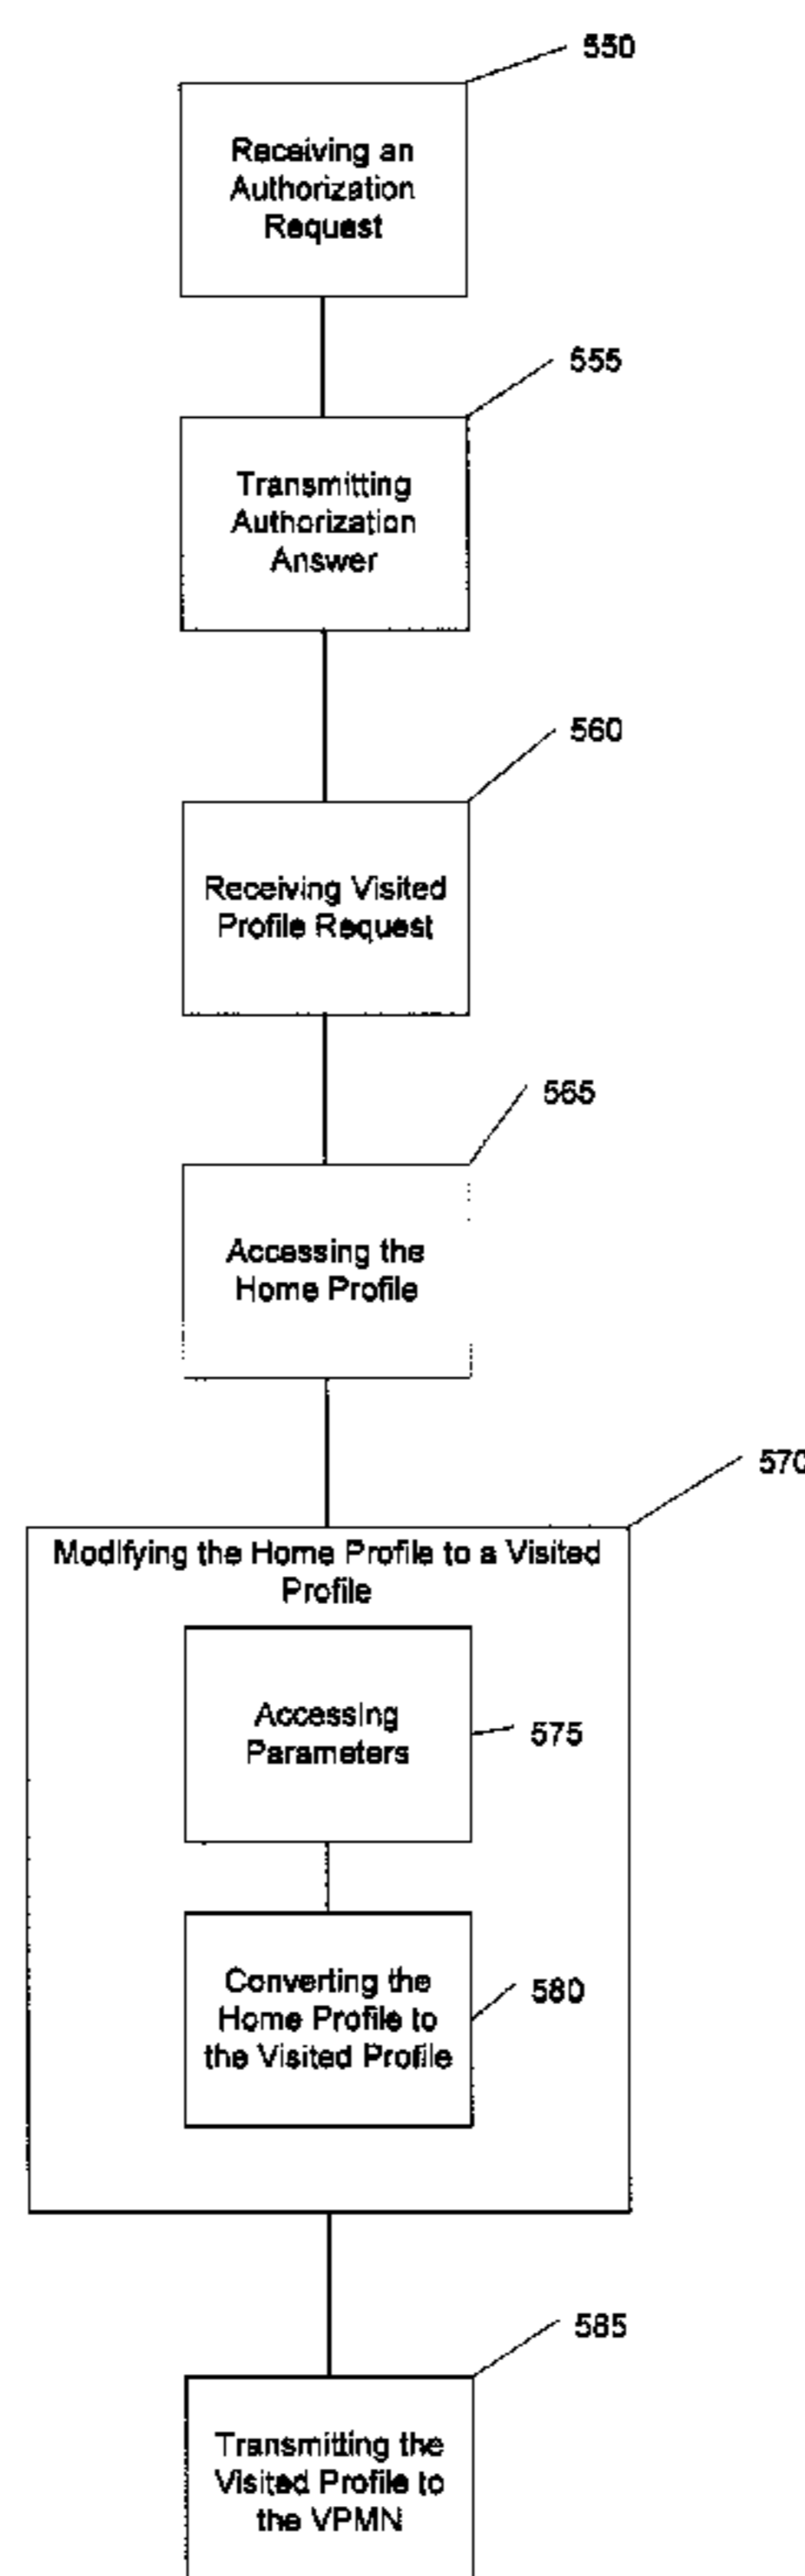 550
Receiving an
Authorization
Request
555
Transmitting
Authorization
Answer
560
Receiving Visited
Profile Request
565
Accessing the
Home Profile
570
Modifying the Home Profile to a Visited
Profile
Accessing
Parameters
575
Converting the
Home Profile to
the Visited Profile
580
585
Transmitting the
Visited Profile to
the VPMN